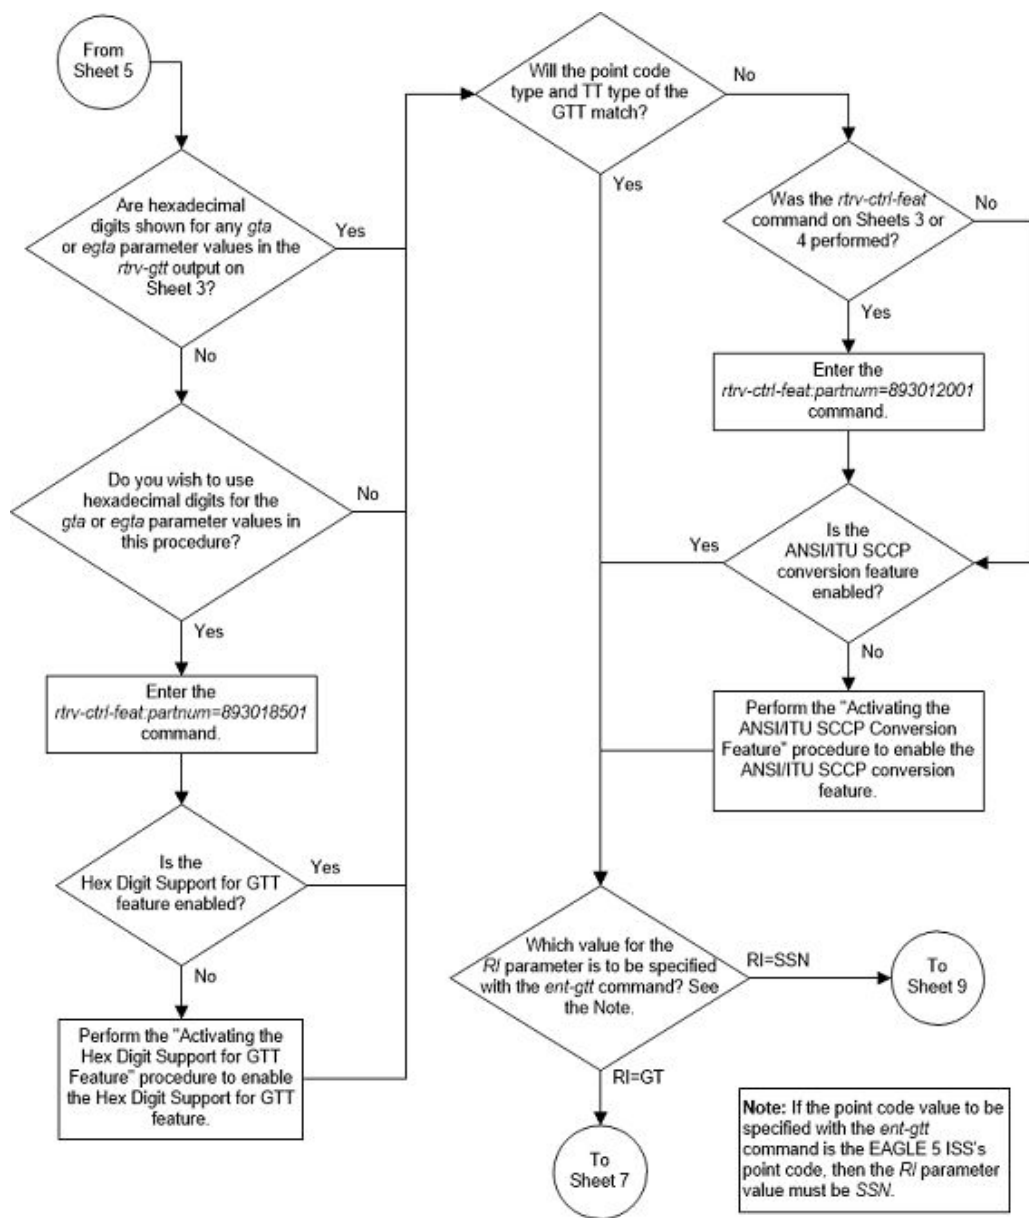 From
Sheet 5
Are hexadecimal
digits shown for any gta
or egta parameter values in the
rtrv-gtt output on
Sheet 3?
Yes
No
Do you wish to use
hexadecimal digits for the
gta or egta parameter values in
this procedure?
No
Yes
Enter the
rtrv-ctrl-feat:partnum=893018501
command.
Is the
Hex Digit Support for GTT
feature enabled?
Yes
No
Perform the "Activating the
Hex Digit Support for GTT
Feature" procedure to enable
the Hex Digit Support for GTT
feature.
Will the point code
type and TT type of the
GTT match?
No
Yes
Was the rtrv-ctrl-feat
command on Sheets 3 or
4 performed?
No
Yes
Enter the
rtrv-ctrl-feat:partnum=893012001
command.
Is the
ANSI/ITU SCCP
conversion feature
enabled?
Yes
No
Perform the "Activating the
ANSI/ITU SCCP Conversion
Feature" procedure to enable the
ANSI/ITU SCCP conversion
feature.
Which value for the
RI parameter is to be specified
with the ent-gtt command? See
the Note.
RI=SSN
To
Sheet 9
RI=GT
To
Sheet 7
Note: If the point code value to be
specified with the ent-gtt
command is the EAGLE 5 ISS's
point code, then the RI parameter
value must be SSN.